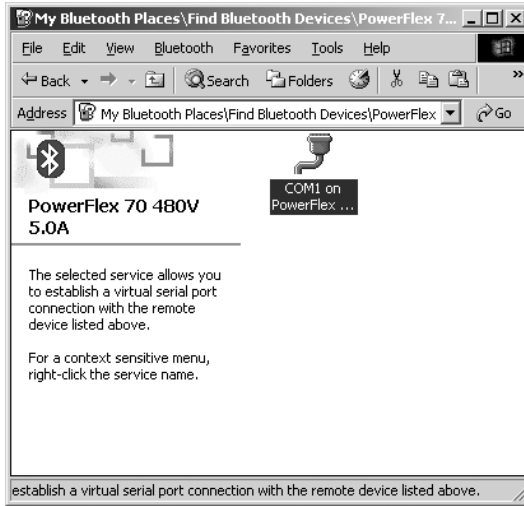 My Bluetooth Places\Find Bluetooth Devices\PowerFlex 7...
File Edit View Bluetooth Favorites Tools Help
Back Search Folders »
Address My Bluetooth Places\Find Bluetooth Devices\PowerFlex Go
COM1 on
PowerFlex ...
PowerFlex 70 480V
5.0A
The selected service allows you
to establish a virtual serial port
connection with the remote
device listed above.
For a context sensitive menu,
right-click the service name.
establish a virtual serial port connection with the remote device listed above.